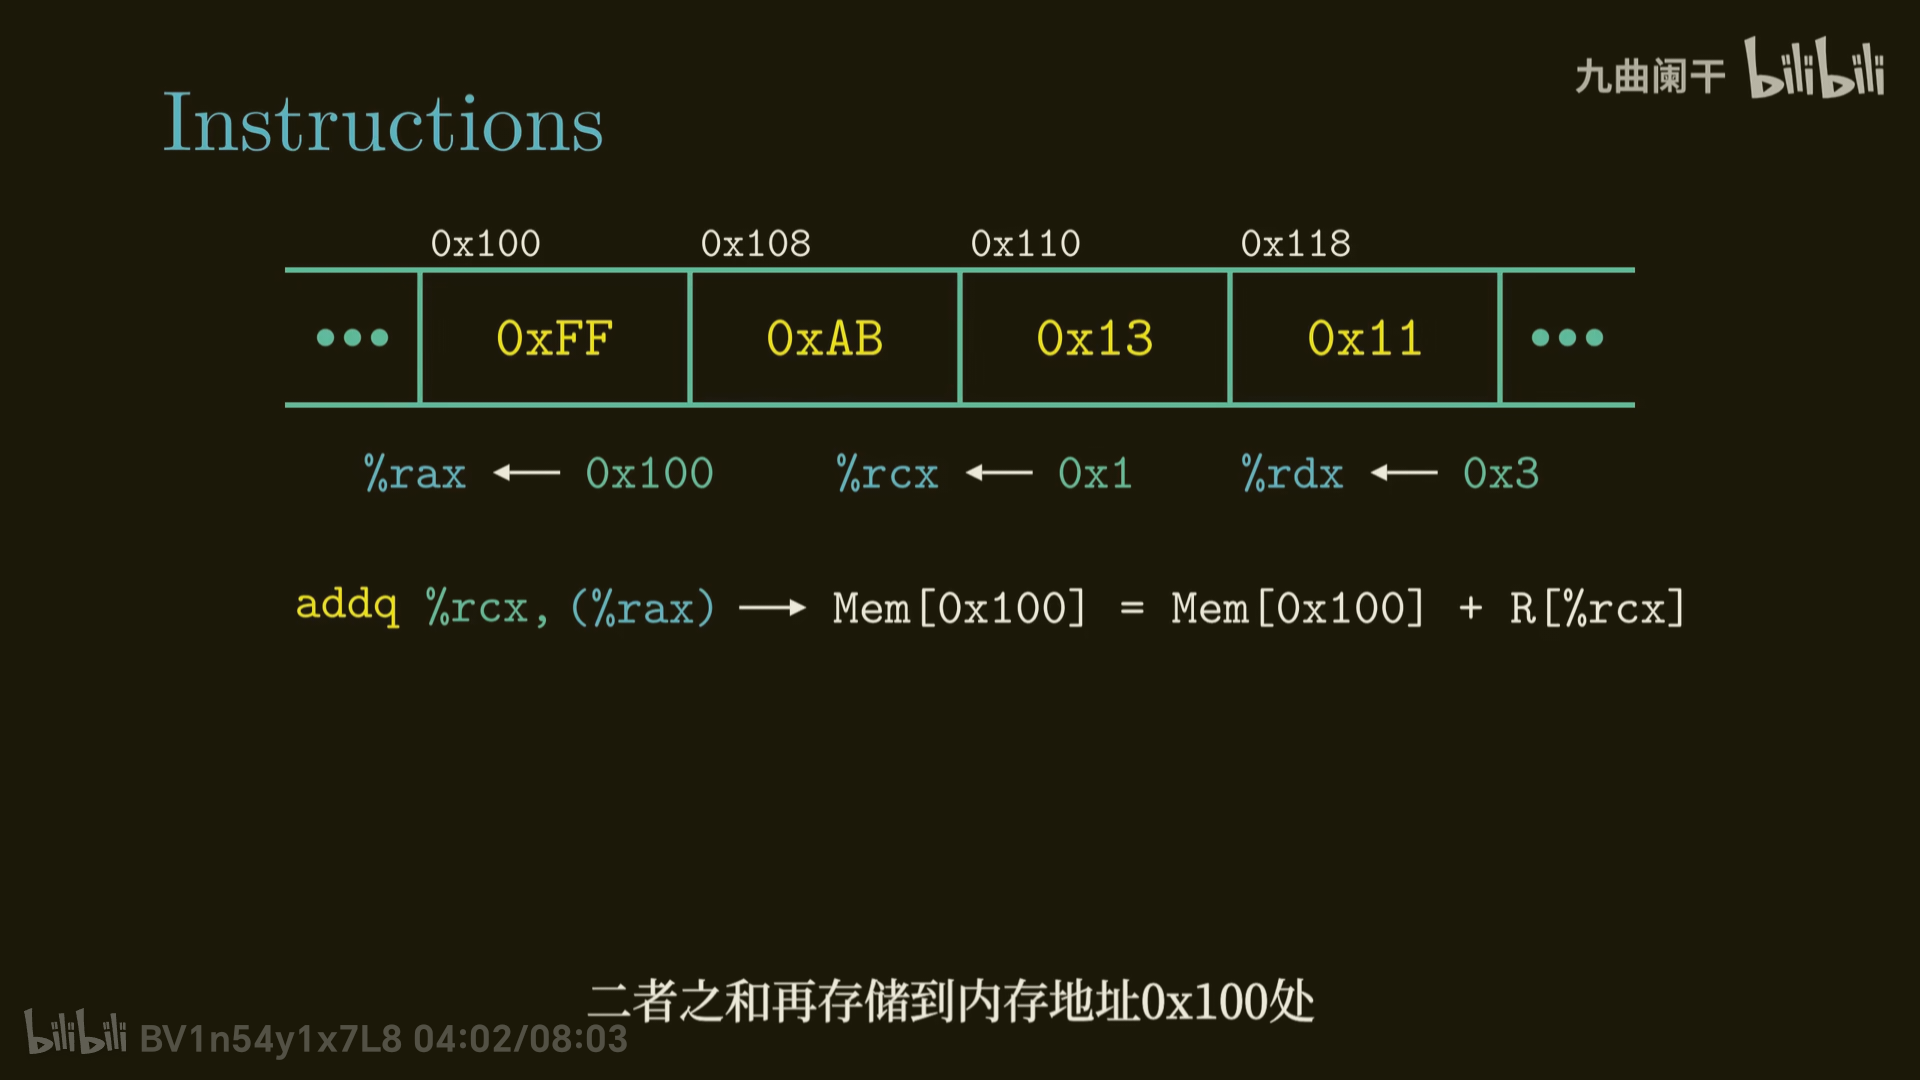 九曲阑干 bilibili
Instructions
0x100 0x108 0x110 0x118
••• 0xFF 0xAB 0x13 0x11 •••
%rax ← 0x100 %rcx ← 0x1 %rdx ← 0x3
addq %rcx, (%rax) → Mem[0x100] = Mem[0x100] + R[%rcx]
二者之和再存储到内存地址0x100处
bilibili BV1n54y1x7L8 04:02/08:03